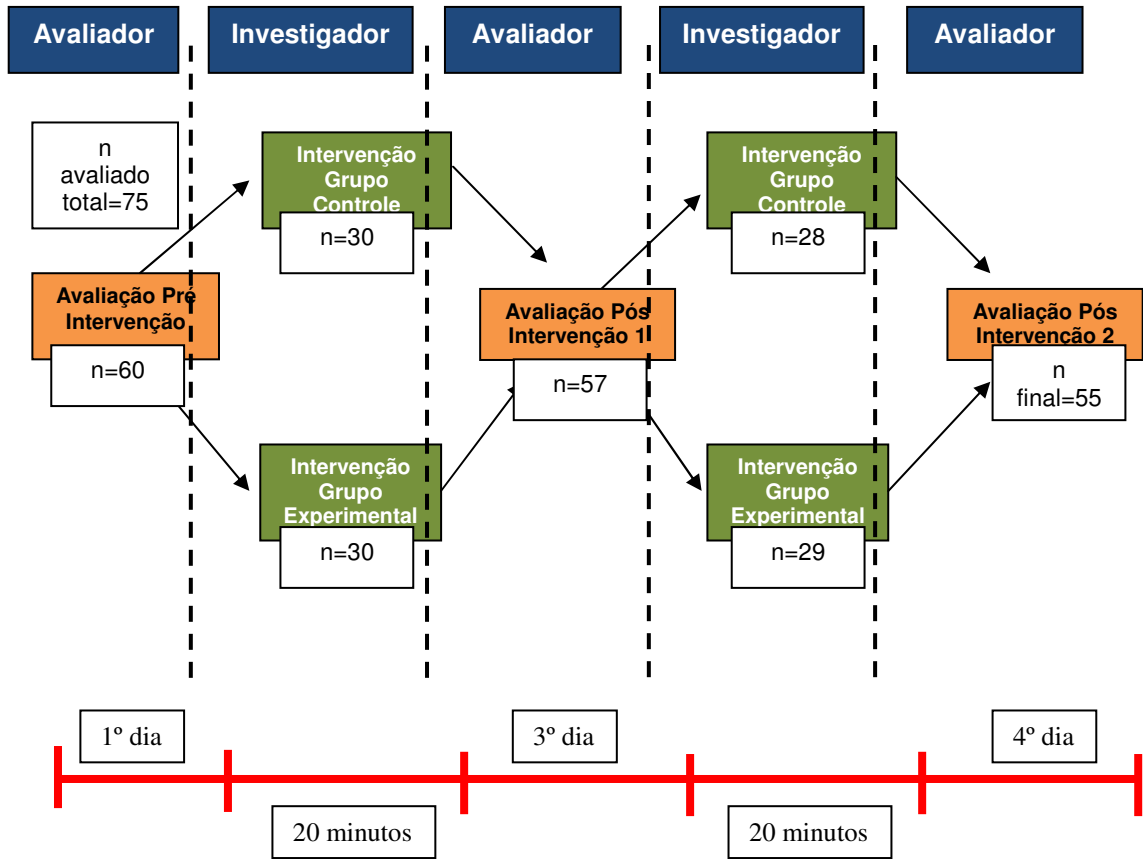 Avaliador
Investigador
Avaliador
Investigador
Avaliador
n
avaliado
total=75
Intervenção
Grupo
Controle
n=30
Intervenção
Grupo
Controle
n=28
Avaliação Pré
Intervenção
n=60
Avaliação Pós
Intervenção 1
n=57
Avaliação Pós
Intervenção 2
n
final=55
Intervenção
Grupo
Experimental
n=30
Intervenção
Grupo
Experimental
n=29
1º dia
3º dia
4º dia
20 minutos
20 minutos